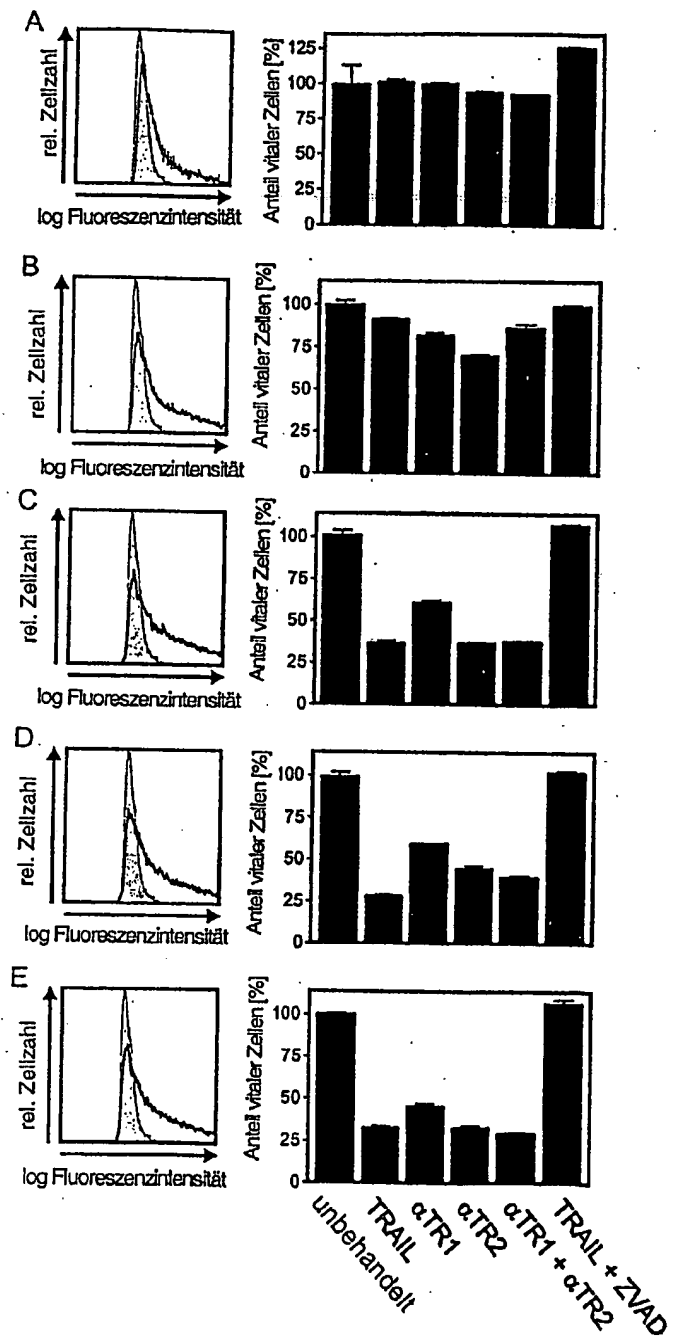 A
rel. Zellzahl
log Fluoreszenzintensität
Anteil vitaler Zellen [%]
125
100
75
50
25
0
B
rel. Zellzahl
log Fluoreszenzintensität
Anteil vitaler Zellen [%]
100
75
50
25
0
C
rel. Zellzahl
log Fluoreszenzintensität
Anteil vitaler Zellen [%]
100
75
50
25
0
D
rel. Zellzahl
log Fluoreszenzintensität
Anteil vitaler Zellen [%]
100
75
50
25
0
E
rel. Zellzahl
log Fluoreszenzintensität
Anteil vitaler Zellen [%]
100
75
50
25
0
unbehandelt
TRAIL
αTR1
αTR2
αTR1 + αTR2
TRAIL + ZVAD